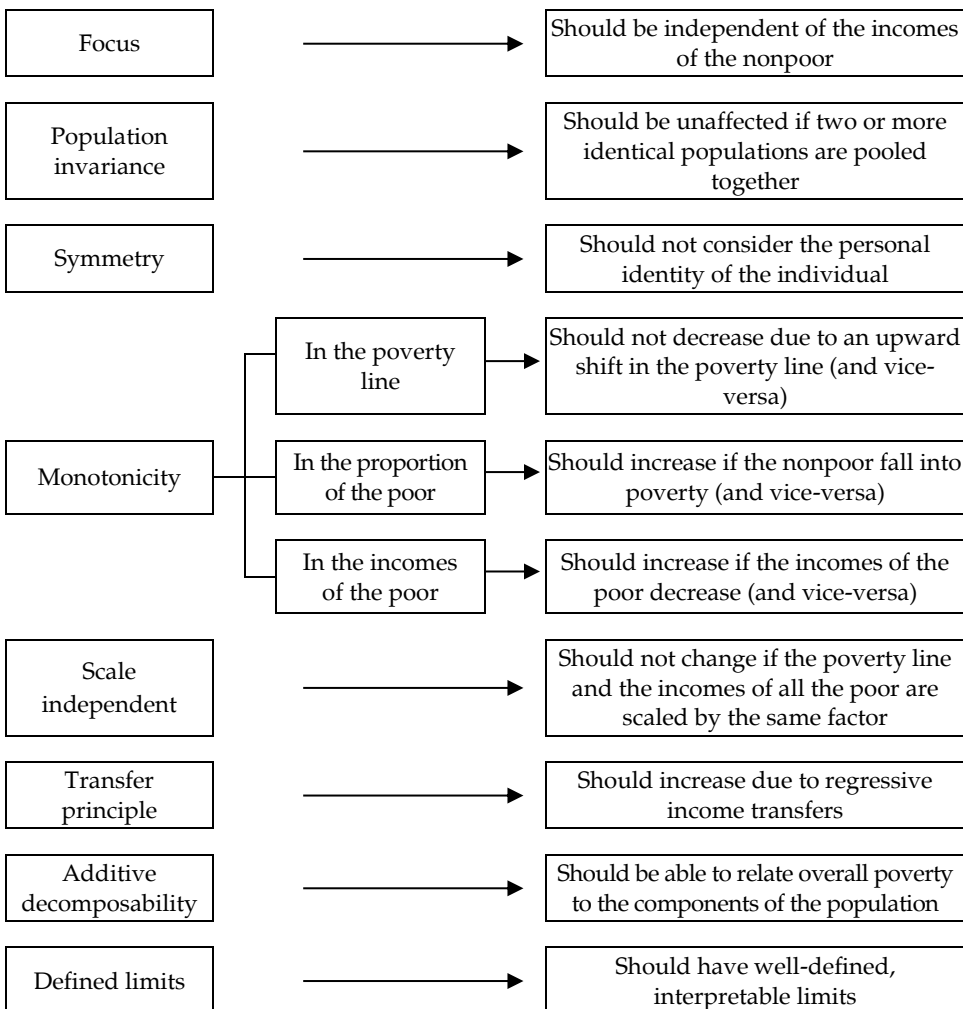 Focus
Should be independent of the incomes
of the nonpoor
Population
invariance
Should be unaffected if two or more
identical populations are pooled
together
Symmetry
Should not consider the personal
identity of the individual
Monotonicity
In the poverty
line
Should not decrease due to an upward
shift in the poverty line (and vice-
versa)
In the proportion
of the poor
Should increase if the nonpoor fall into
poverty (and vice-versa)
In the incomes
of the poor
Should increase if the incomes of the
poor decrease (and vice-versa)
Scale
independent
Should not change if the poverty line
and the incomes of all the poor are
scaled by the same factor
Transfer
principle
Should increase due to regressive
income transfers
Additive
decomposability
Should be able to relate overall poverty
to the components of the population
Defined limits
Should have well-defined,
interpretable limits